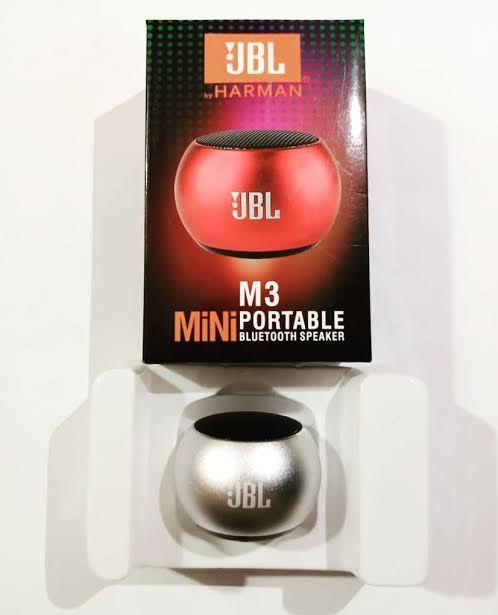 JBL
by HARMAN®
JBL
M3
MiNi PORTABLE
BLUETOOTH SPEAKER
JBL